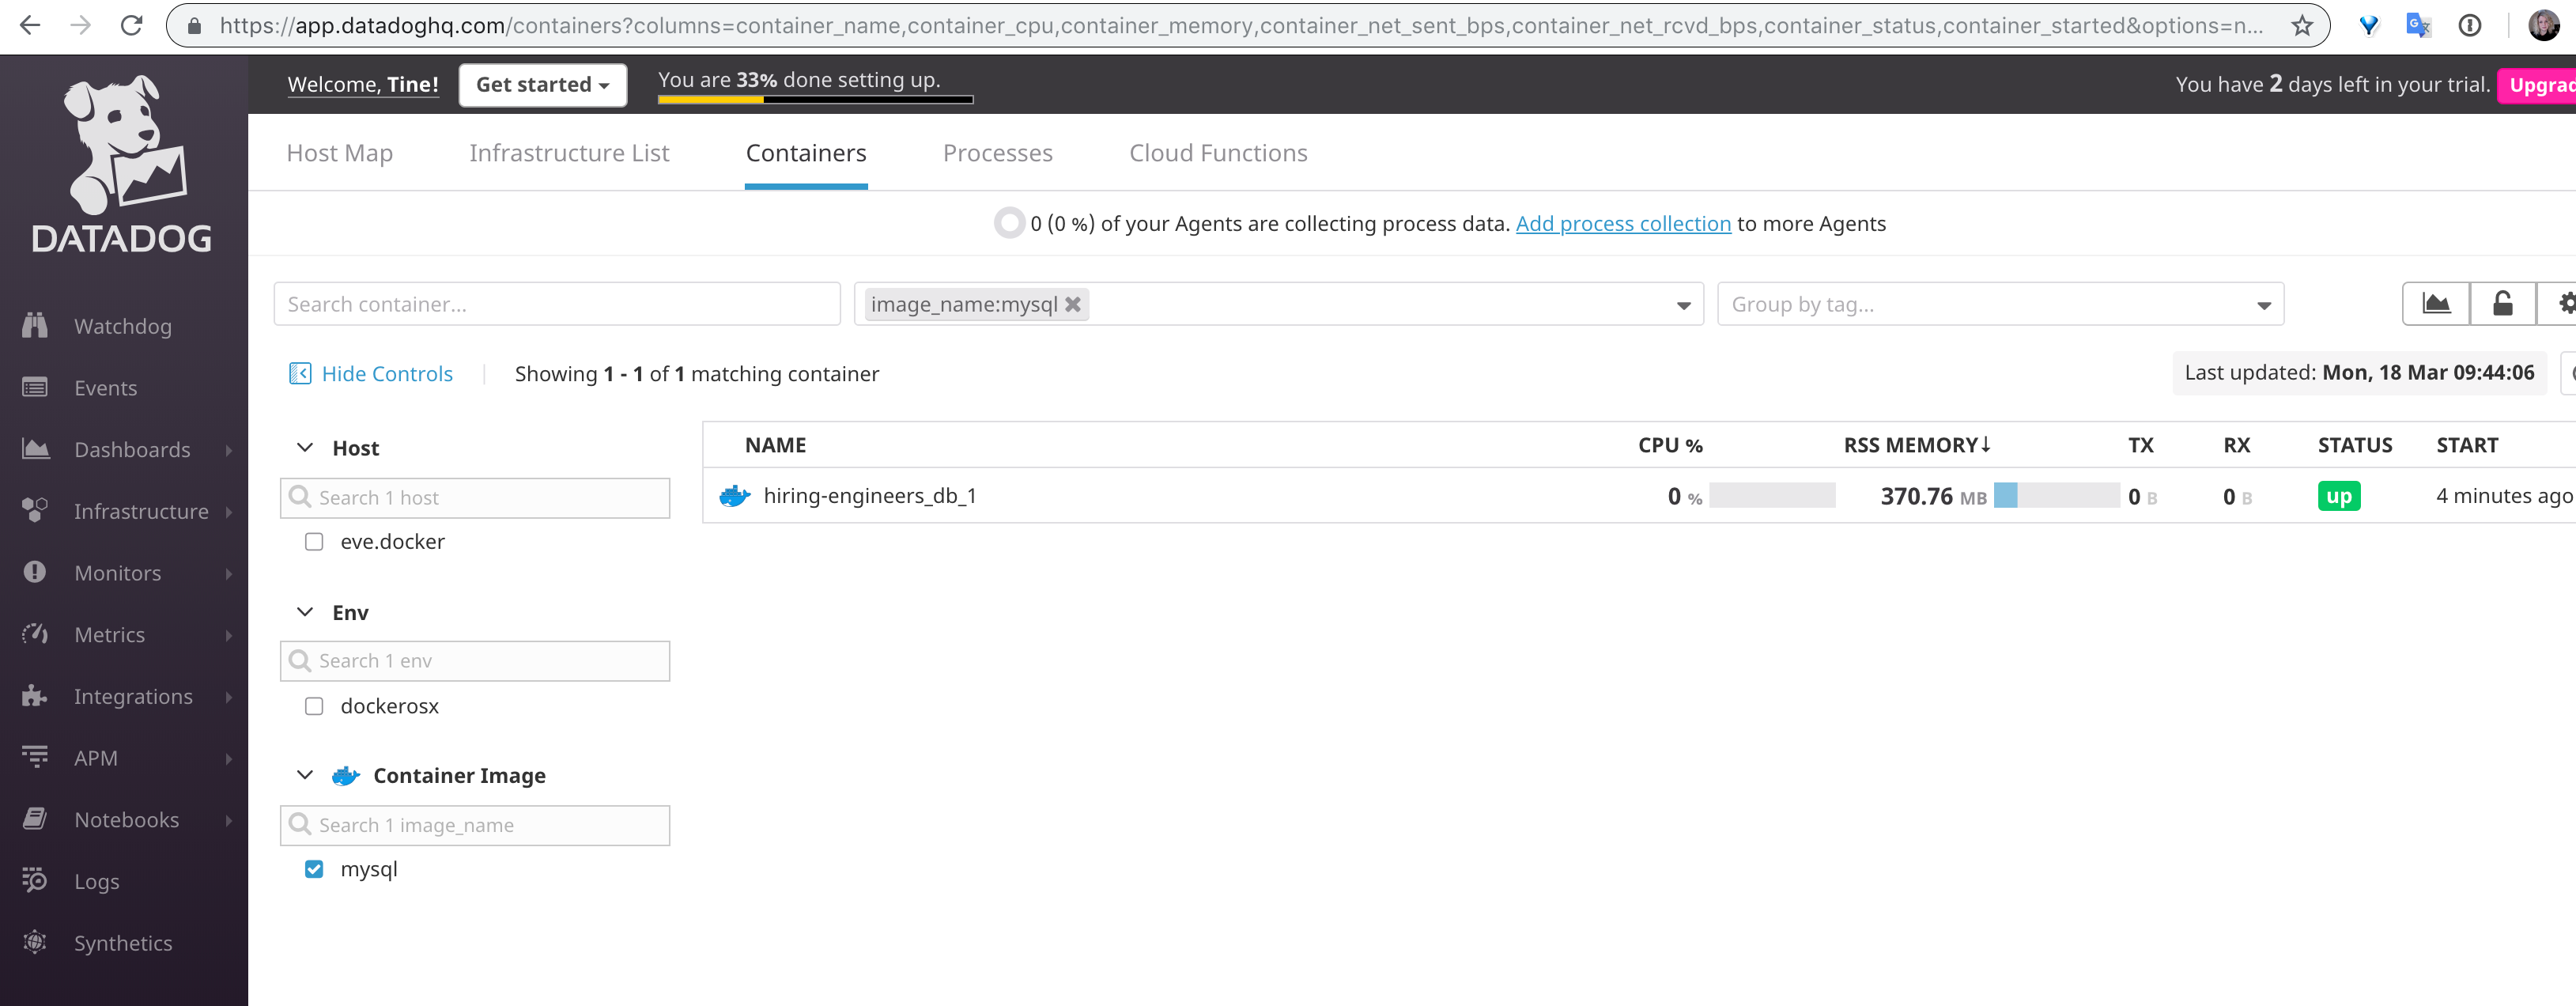 https://app.datadoghq.com/containers?columns=container_name,container_cpu,container_memory,container_net_sent_bps,container_net_rcvd_bps,container_status,container_started&options=n...
DATADOG
Welcome, Tine!
Get started
You are 33% done setting up.
You have 2 days left in your trial.
Upgrad
Host Map
Infrastructure List
Containers
Processes
Cloud Functions
0 (0 %) of your Agents are collecting process data. Add process collection to more Agents
Search container...
image_name:mysql
Group by tag...
Hide Controls
Showing 1 - 1 of 1 matching container
Last updated: Mon, 18 Mar 09:44:06
Watchdog
Events
Dashboards
Infrastructure
Monitors
Metrics
Integrations
APM
Notebooks
Logs
Synthetics
Host
Search 1 host
eve.docker
Env
Search 1 env
dockerosx
Container Image
Search 1 image_name
mysql
NAME CPU % RSS MEMORY↓ TX RX STATUS START
hiring-engineers_db_1 0 % 370.76 MB 0 B 0 B up 4 minutes ago